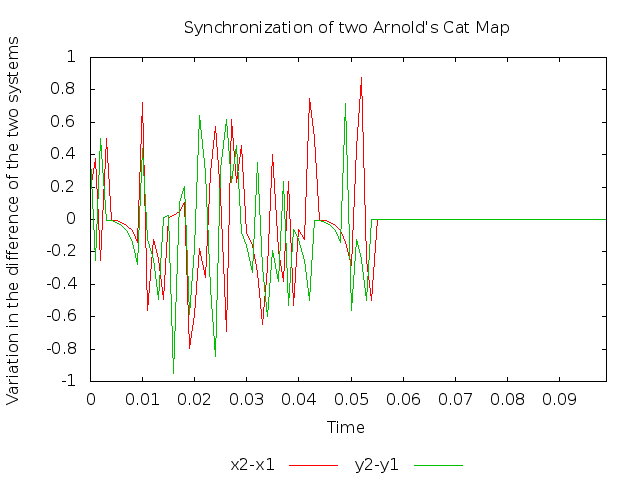 Synchronization of two Arnold's Cat Map
Variation in the difference of the two systems
1
0.8
0.6
0.4
0.2
0
-0.2
-0.4
-0.6
-0.8
-1
0 0.01 0.02 0.03 0.04 0.05 0.06 0.07 0.08 0.09
Time
x2-x1 y2-y1